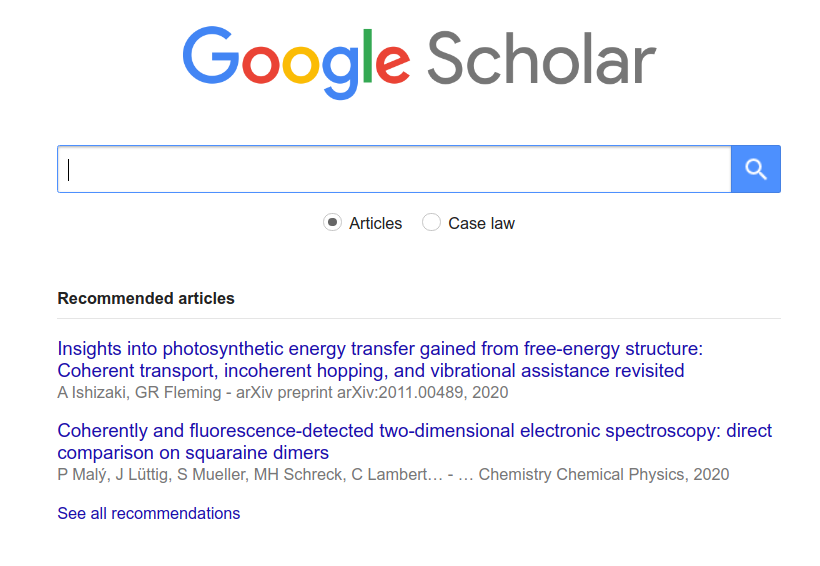 Google Scholar
Articles Case law
Recommended articles
Insights into photosynthetic energy transfer gained from free-energy structure:
Coherent transport, incoherent hopping, and vibrational assistance revisited
A Ishizaki, GR Fleming - arXiv preprint arXiv:2011.00489, 2020
Coherently and fluorescence-detected two-dimensional electronic spectroscopy: direct
comparison on squaraine dimers
P Malý, J Lüttig, S Mueller, MH Schreck, C Lambert… - … Chemistry Chemical Physics, 2020
See all recommendations